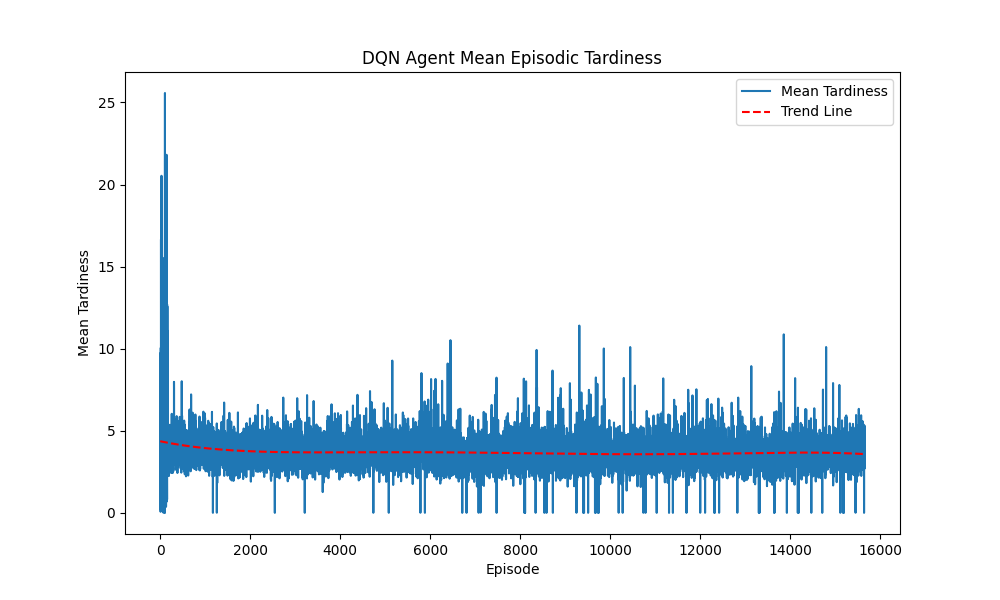 DQN Agent Mean Episodic Tardiness
Mean Tardiness
Trend Line
25
20
15
10
5
0
Mean Tardiness
0 2000 4000 6000 8000 10000 12000 14000 16000
Episode